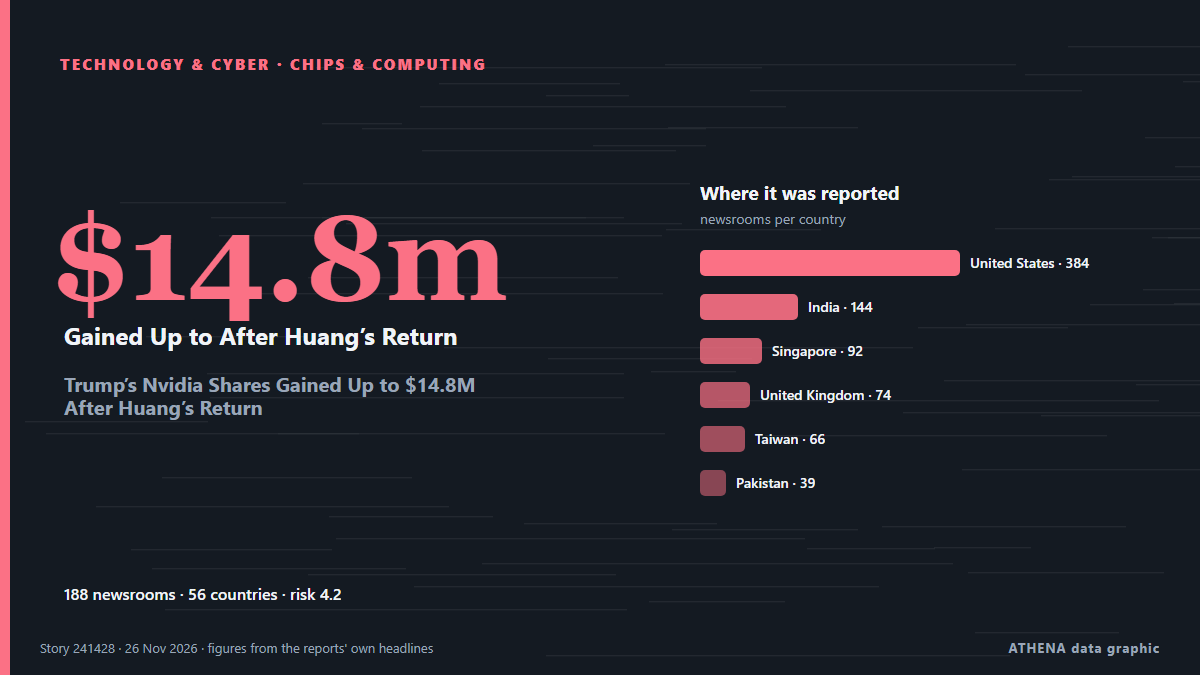 TECHNOLOGY & CYBER · CHIPS & COMPUTING
$14.8m
Gained Up to After Huang’s Return
Trump’s Nvidia Shares Gained Up to $14.8M
After Huang’s Return
188 newsrooms · 56 countries · risk 4.2
Where it was reported
newsrooms per country
United States · 384
India · 144
Singapore · 92
United Kingdom · 74
Taiwan · 66
Pakistan · 39
Story 241428 · 26 Nov 2026 · figures from the reports' own headlines
ATHENA data graphic